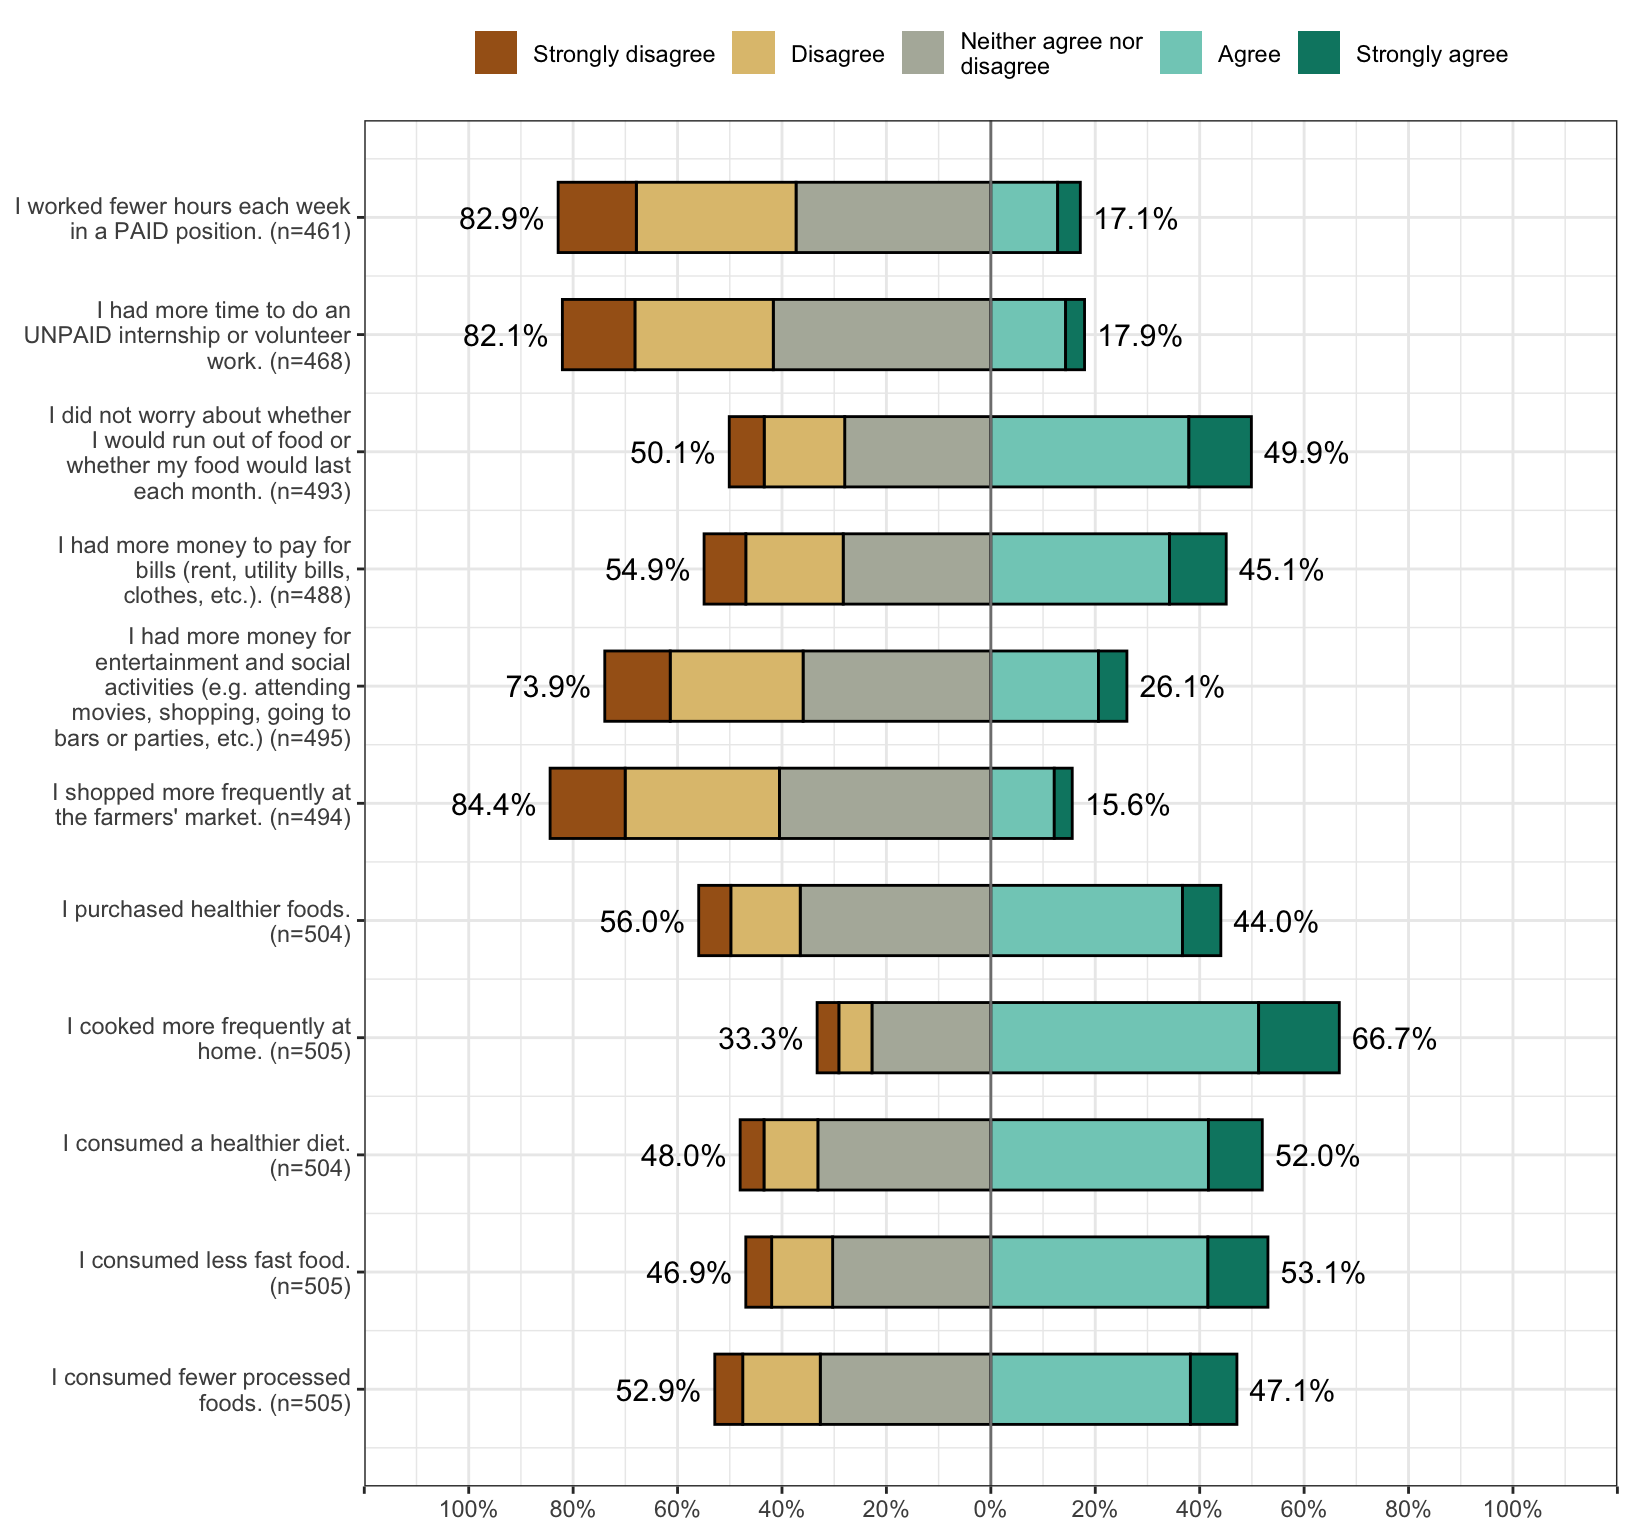 Strongly disagree
Disagree
Neither agree nor
disagree
Agree
Strongly agree
I worked fewer hours each week
in a PAID position. (n=461)
82.9%
17.1%
I had more time to do an
UNPAID internship or volunteer
work. (n=468)
82.1%
17.9%
I did not worry about whether
I would run out of food or
whether my food would last
each month. (n=493)
50.1%
49.9%
I had more money to pay for
bills (rent, utility bills,
clothes, etc.). (n=488)
54.9%
45.1%
I had more money for
entertainment and social
activities (e.g. attending
movies, shopping, going to
bars or parties, etc.) (n=495)
73.9%
26.1%
I shopped more frequently at
the farmers' market. (n=494)
84.4%
15.6%
I purchased healthier foods.
(n=504)
56.0%
44.0%
I cooked more frequently at
home. (n=505)
33.3%
66.7%
I consumed a healthier diet.
(n=504)
48.0%
52.0%
I consumed less fast food.
(n=505)
46.9%
53.1%
I consumed fewer processed
foods. (n=505)
52.9%
47.1%
100% 80% 60% 40% 20% 0% 20% 40% 60% 80% 100%